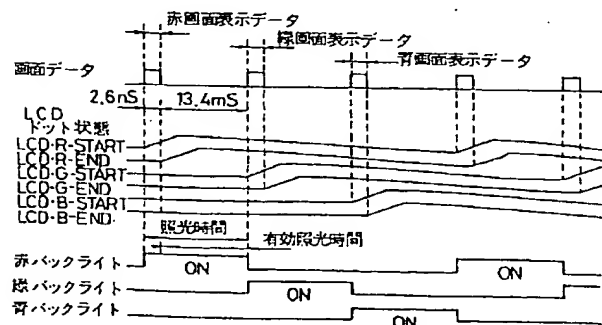 赤画面表示データ
緑画面表示データ
青画面表示データ
画面データ
2.6nS 13.4mS
LCD
ドット状態
LCD-R-START
LCD-R-END
LCD-G-START
LCD-G-END
LCD-B-START
LCD-B-END
照光時間
有効照光時間
赤バックライト ON
緑バックライト ON
青バックライト ON
ON